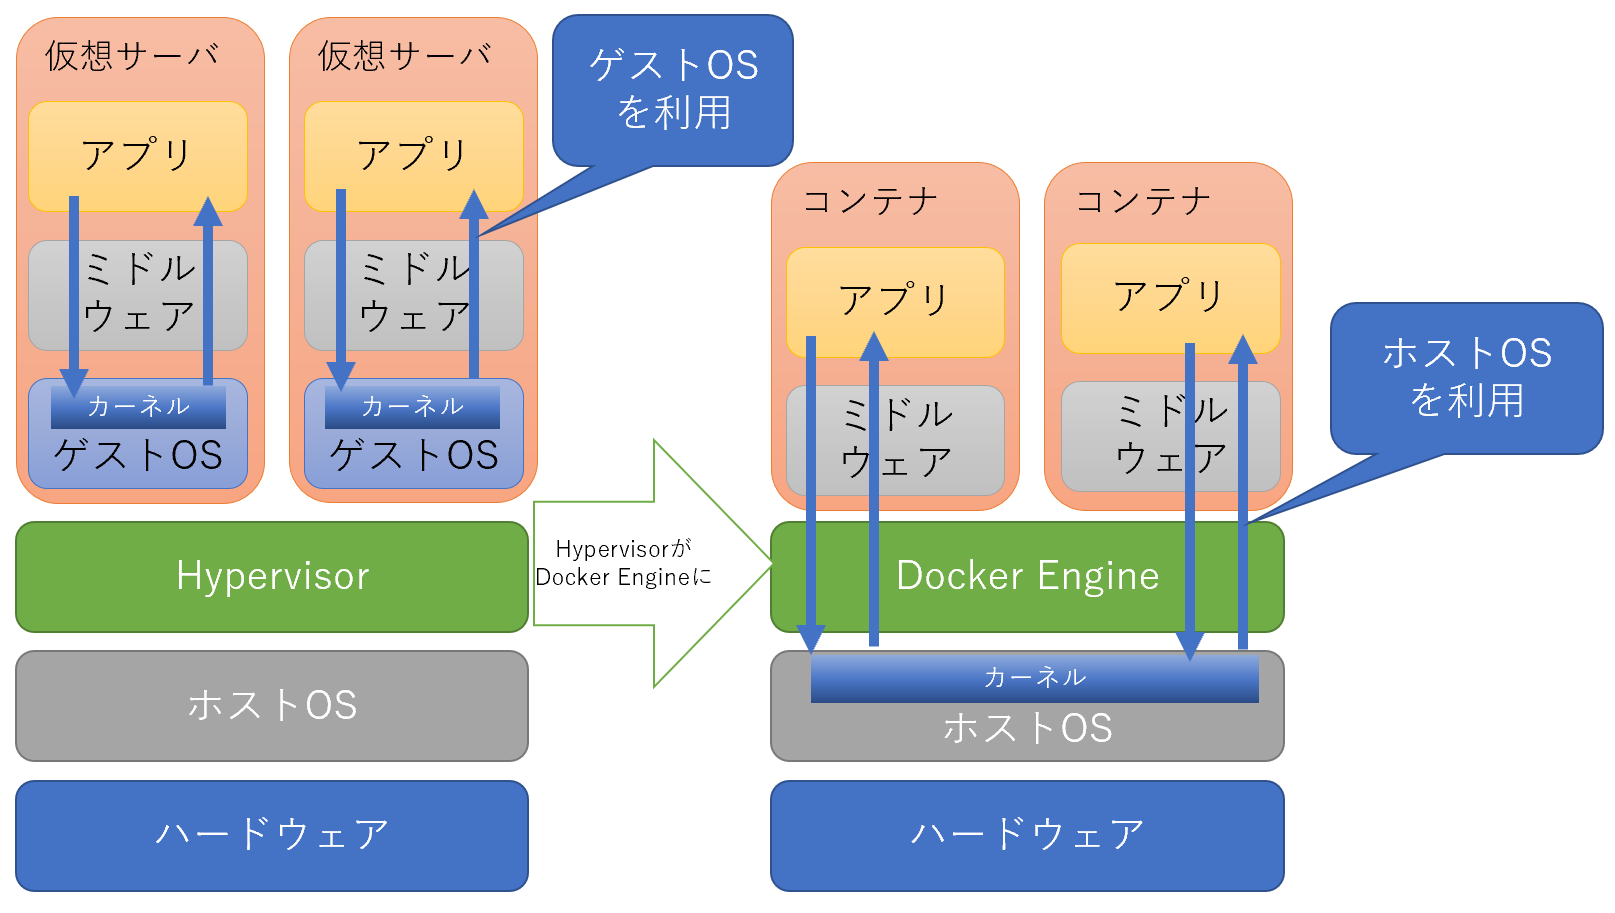 仮想サーバ
アプリ
ミドル
ウェア
カーネル
ゲストOS
仮想サーバ
アプリ
ミドル
ウェア
カーネル
ゲストOS
ゲストOS
を利用
Hypervisor
ホストOS
ハードウェア
Hypervisorが
Docker Engineに
コンテナ
アプリ
ミドル
ウェア
コンテナ
アプリ
ミドル
ウェア
ホストOS
を利用
Docker Engine
カーネル
ホストOS
ハードウェア